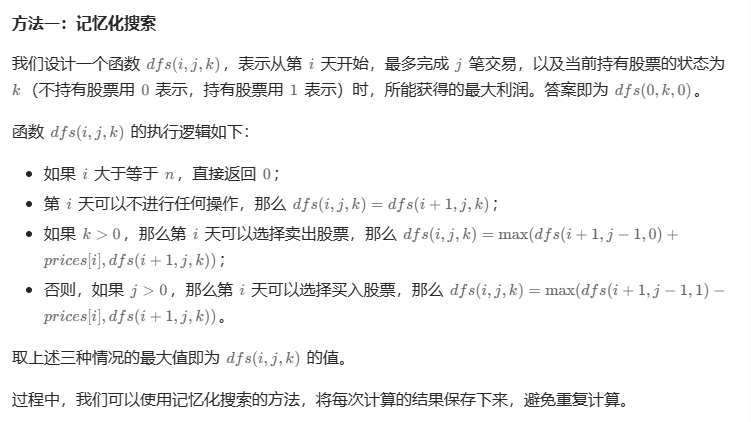 方法一：记忆化搜索
我们设计一个函数 dfs(i, j, k)，表示从第 i 天开始，最多完成 j 笔交易，以及当前持有股票的状态为
k（不持有股票用 0 表示，持有股票用 1 表示）时，所能获得的最大利润。答案即为 dfs(0, k, 0)。
函数 dfs(i, j, k) 的执行逻辑如下：
• 如果 i 大于等于 n，直接返回 0；
• 第 i 天可以不进行任何操作，那么 dfs(i, j, k) = dfs(i + 1, j, k)；
• 如果 k > 0，那么第 i 天可以选择卖出股票，那么 dfs(i, j, k) = max(dfs(i + 1, j − 1, 0) +
prices[i], dfs(i + 1, j, k))；
• 否则，如果 j > 0，那么第 i 天可以选择买入股票，那么 dfs(i, j, k) = max(dfs(i + 1, j − 1, 1) −
prices[i], dfs(i + 1, j, k))。
取上述三种情况的最大值即为 dfs(i, j, k) 的值。
过程中，我们可以使用记忆化搜索的方法，将每次计算的结果保存下来，避免重复计算。